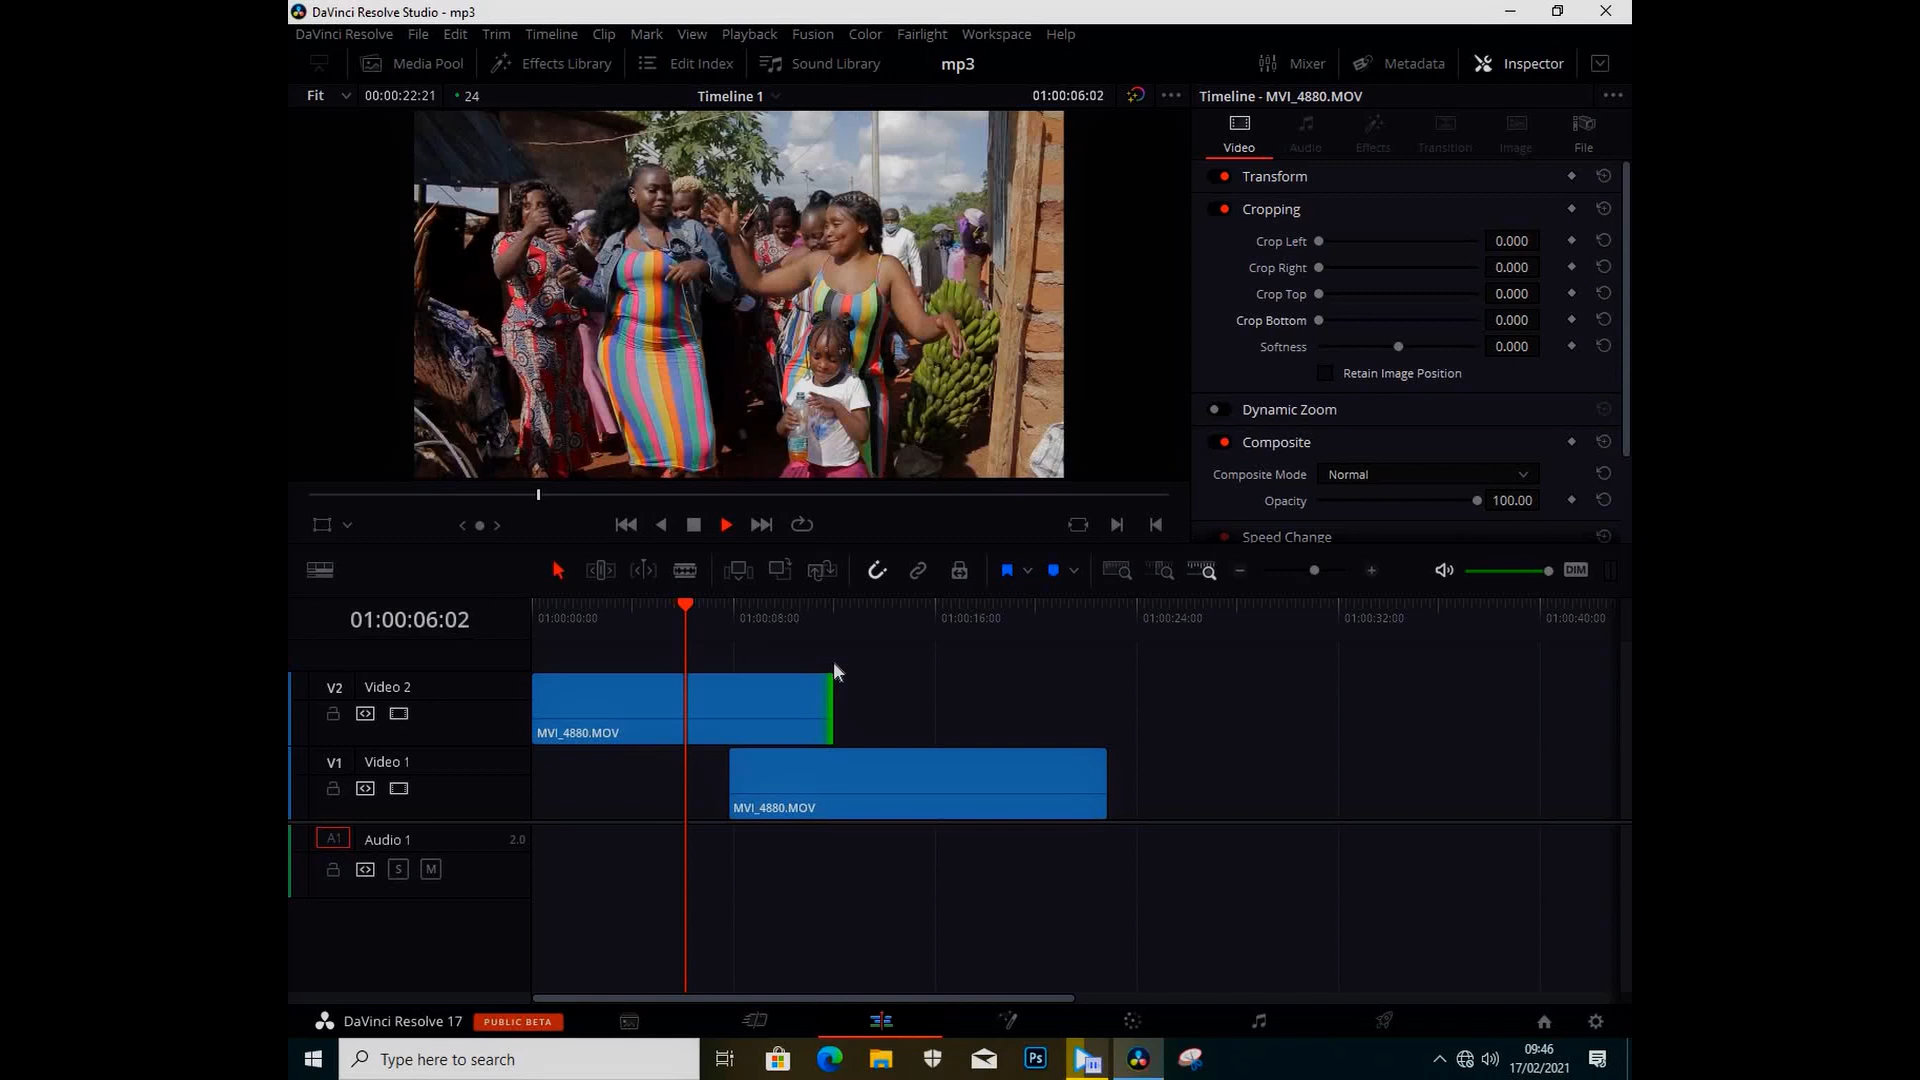 DaVinci Resolve Studio - mp3
DaVinci Resolve File Edit Trim Timeline Clip Mark View Playback Fusion Color Fairlight Workspace Help
Media Pool Effects Library Edit Index Sound Library mp3 Mixer Metadata Inspector
Fit 00:00:22:21 24 Timeline 1 01:00:06:02 Timeline - MVI_4880.MOV
Video Audio Effects Transition Image File
Transform
Cropping
Crop Left 0.000
Crop Right 0.000
Crop Top 0.000
Crop Bottom 0.000
Softness 0.000
Retain Image Position
Dynamic Zoom
Composite
Composite Mode Normal
Opacity 100.00
Speed Change
DIM
01:00:06:02 01:00:00:00 01:00:08:00 01:00:16:00 01:00:24:00 01:00:32:00 01:00:40:00
V2 Video 2
MVI_4880.MOV
V1 Video 1
MVI_4880.MOV
A1 Audio 1 2.0
S M
DaVinci Resolve 17 PUBLIC BETA
Type here to search
Ps
09:46
17/02/2021